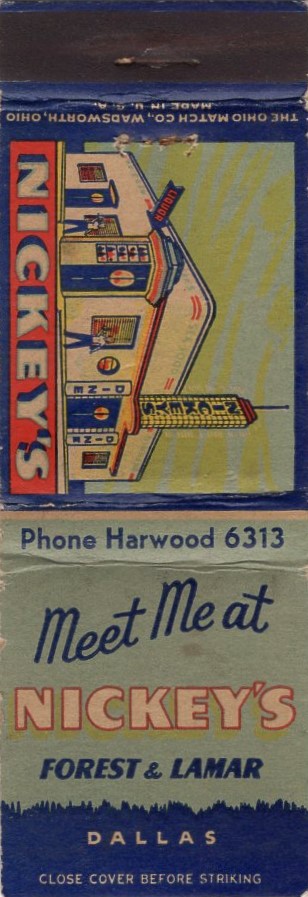 THE OHIO MATCH CO., WADSWORTH, OHIO
MADE IN U.S.A.
NICKEY'S
LIQUOR
DINE
DINE
NICKEY'S
Phone Harwood 6313
Meet Me at
NICKEY'S
FOREST & LAMAR
DALLAS
CLOSE COVER BEFORE STRIKING